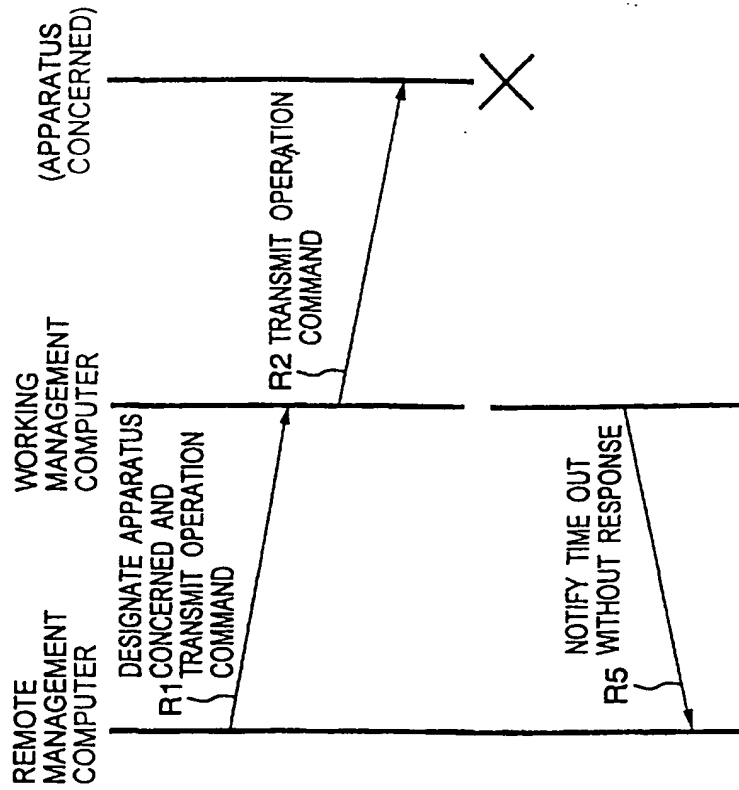 REMOTE
MANAGEMENT
COMPUTER
WORKING
MANAGEMENT
COMPUTER
(APPARATUS
CONCERNED)
DESIGNATE APPARATUS
CONCERNED AND
TRANSMIT OPERATION
COMMAND
R1
R2 TRANSMIT OPERATION
COMMAND
NOTIFY TIME OUT
WITHOUT RESPONSE
R5